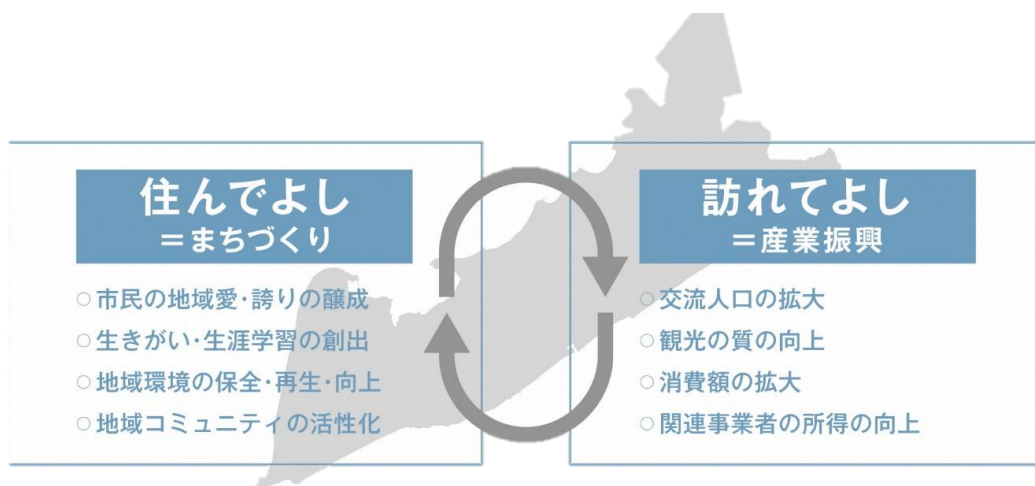 住んでよし
＝まちづくり
○市民の地域愛・誇りの醸成
○生きがい・生涯学習の創出
○地域環境の保全・再生・向上
○地域コミュニティの活性化
訪れてよし
＝産業振興
○交流人口の拡大
○観光の質の向上
○消費額の拡大
○関連事業者の所得の向上